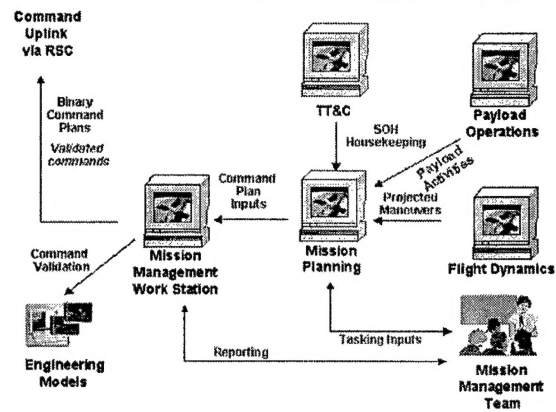 Command
Uplink
via RSC
Binary
Command
Plans
Validated
commands
TT&C
SOH
Housekeeping
Payload
Operations
Payload
Activities
Command
Plan
Inputs
Projected
Maneuvers
Command
Validation
Mission
Management
Work Station
Mission
Planning
Flight Dynamics
Engineering
Models
Reporting
Tasking Inputs
Mission
Management
Team